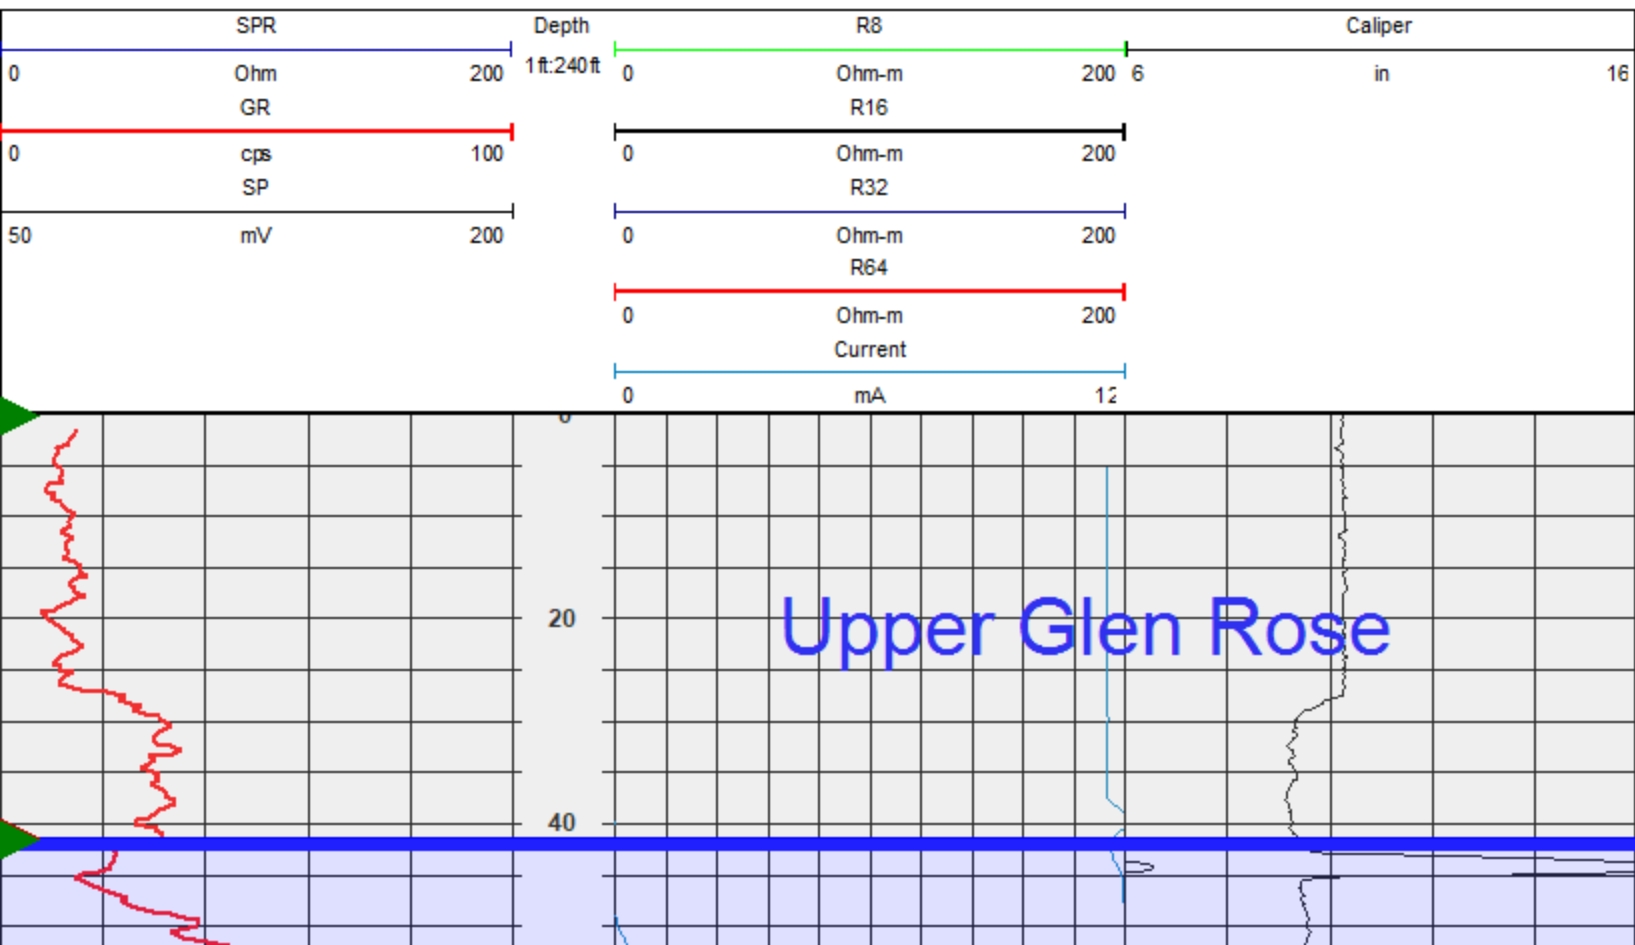 SPR Depth R8 Caliper
0 Ohm 200 1ft:240ft 0 Ohm-m 200 6 in 16
GR R16
0 cps 100 0 Ohm-m 200
SP R32
50 mV 200 0 Ohm-m 200
R64
0 Ohm-m 200
Current
0 mA 12
0
20
Upper Glen Rose
40